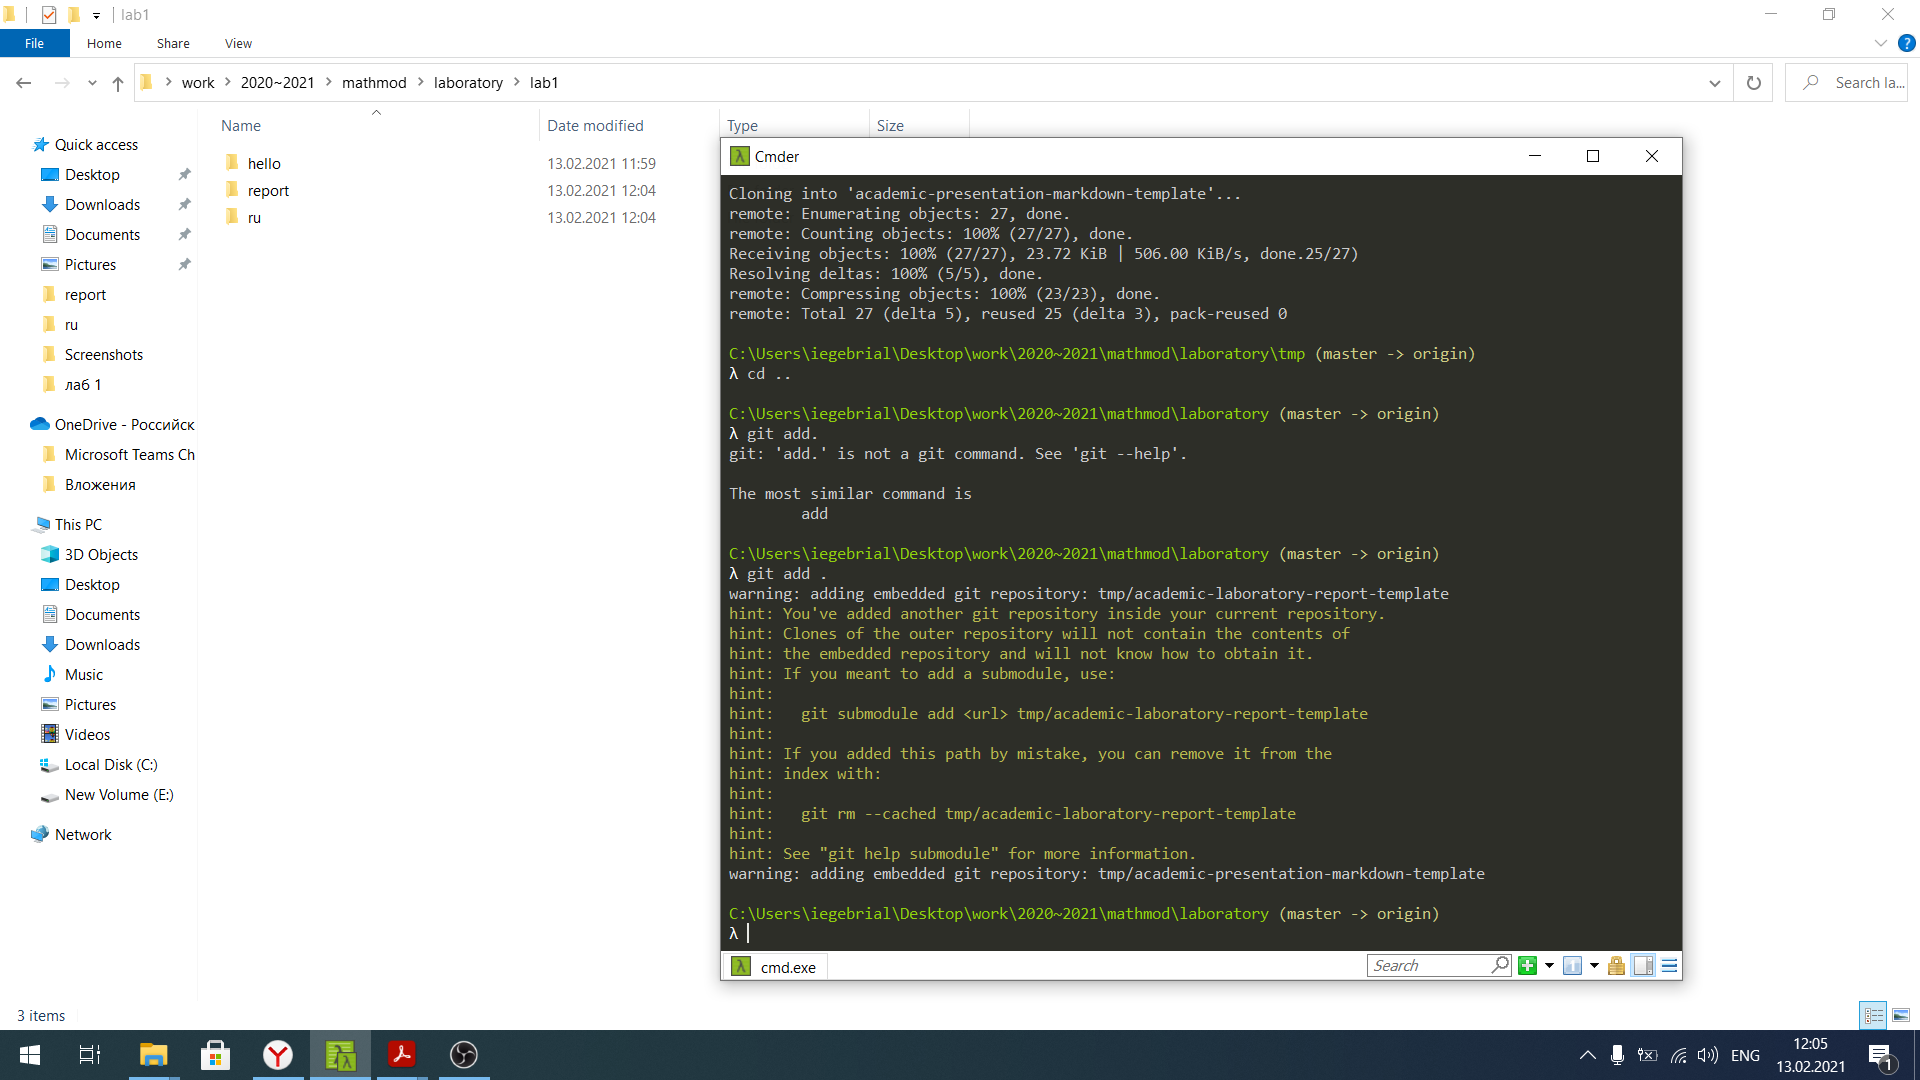 lab1
File Home Share View
work 2020~2021 mathmod laboratory lab1
Search la...
Name Date modified Type Size
hello 13.02.2021 11:59
report 13.02.2021 12:04
ru 13.02.2021 12:04
Quick access
Desktop
Downloads
Documents
Pictures
report
ru
Screenshots
лаб 1
OneDrive - Российск
Microsoft Teams Ch
Вложения
This PC
3D Objects
Desktop
Documents
Downloads
Music
Pictures
Videos
Local Disk (C:)
New Volume (E:)
Network
3 items
λ Cmder
Cloning into 'academic-presentation-markdown-template'...
remote: Enumerating objects: 27, done.
remote: Counting objects: 100% (27/27), done.
Receiving objects: 100% (27/27), 23.72 KiB | 506.00 KiB/s, done.25/27)
Resolving deltas: 100% (5/5), done.
remote: Compressing objects: 100% (23/23), done.
remote: Total 27 (delta 5), reused 25 (delta 3), pack-reused 0
C:\Users\iegebrial\Desktop\work\2020~2021\mathmod\laboratory\tmp (master -> origin)
λ cd ..
C:\Users\iegebrial\Desktop\work\2020~2021\mathmod\laboratory (master -> origin)
λ git add.
git: 'add.' is not a git command. See 'git --help'.
The most similar command is
add
C:\Users\iegebrial\Desktop\work\2020~2021\mathmod\laboratory (master -> origin)
λ git add .
warning: adding embedded git repository: tmp/academic-laboratory-report-template
hint: You've added another git repository inside your current repository.
hint: Clones of the outer repository will not contain the contents of
hint: the embedded repository and will not know how to obtain it.
hint: If you meant to add a submodule, use:
hint:
hint: git submodule add <url> tmp/academic-laboratory-report-template
hint:
hint: If you added this path by mistake, you can remove it from the
hint: index with:
hint:
hint: git rm --cached tmp/academic-laboratory-report-template
hint:
hint: See "git help submodule" for more information.
warning: adding embedded git repository: tmp/academic-presentation-markdown-template
C:\Users\iegebrial\Desktop\work\2020~2021\mathmod\laboratory (master -> origin)
λ
λ cmd.exe
Search
ENG
12:05
13.02.2021
1